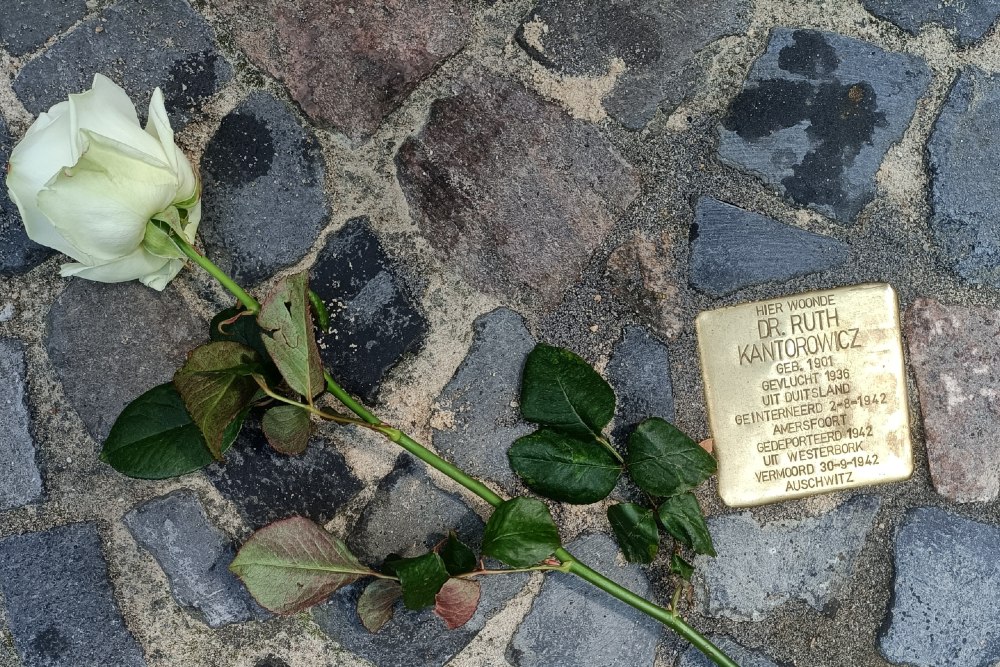 HIER WOONDE
DR. RUTH
KANTOROWICZ
GEB. 1901
GEVLUCHT 1936
UIT DUITSLAND
GEÏNTERNEERD 2-8-1942
AMERSFOORT
GEDEPORTEERD 1942
UIT WESTERBORK
VERMOORD 30-9-1942
AUSCHWITZ